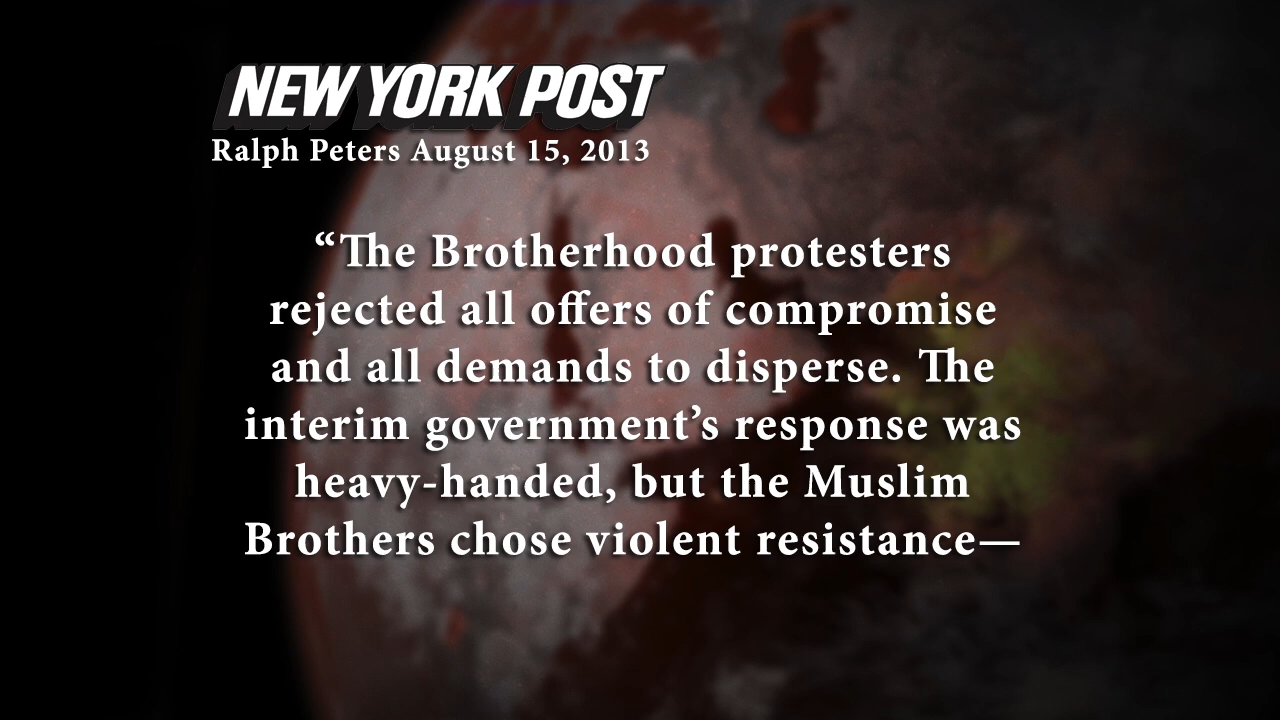 NEW YORK POST
Ralph Peters August 15, 2013
“The Brotherhood protesters
rejected all offers of compromise
and all demands to disperse. The
interim government’s response was
heavy-handed, but the Muslim
Brothers chose violent resistance—